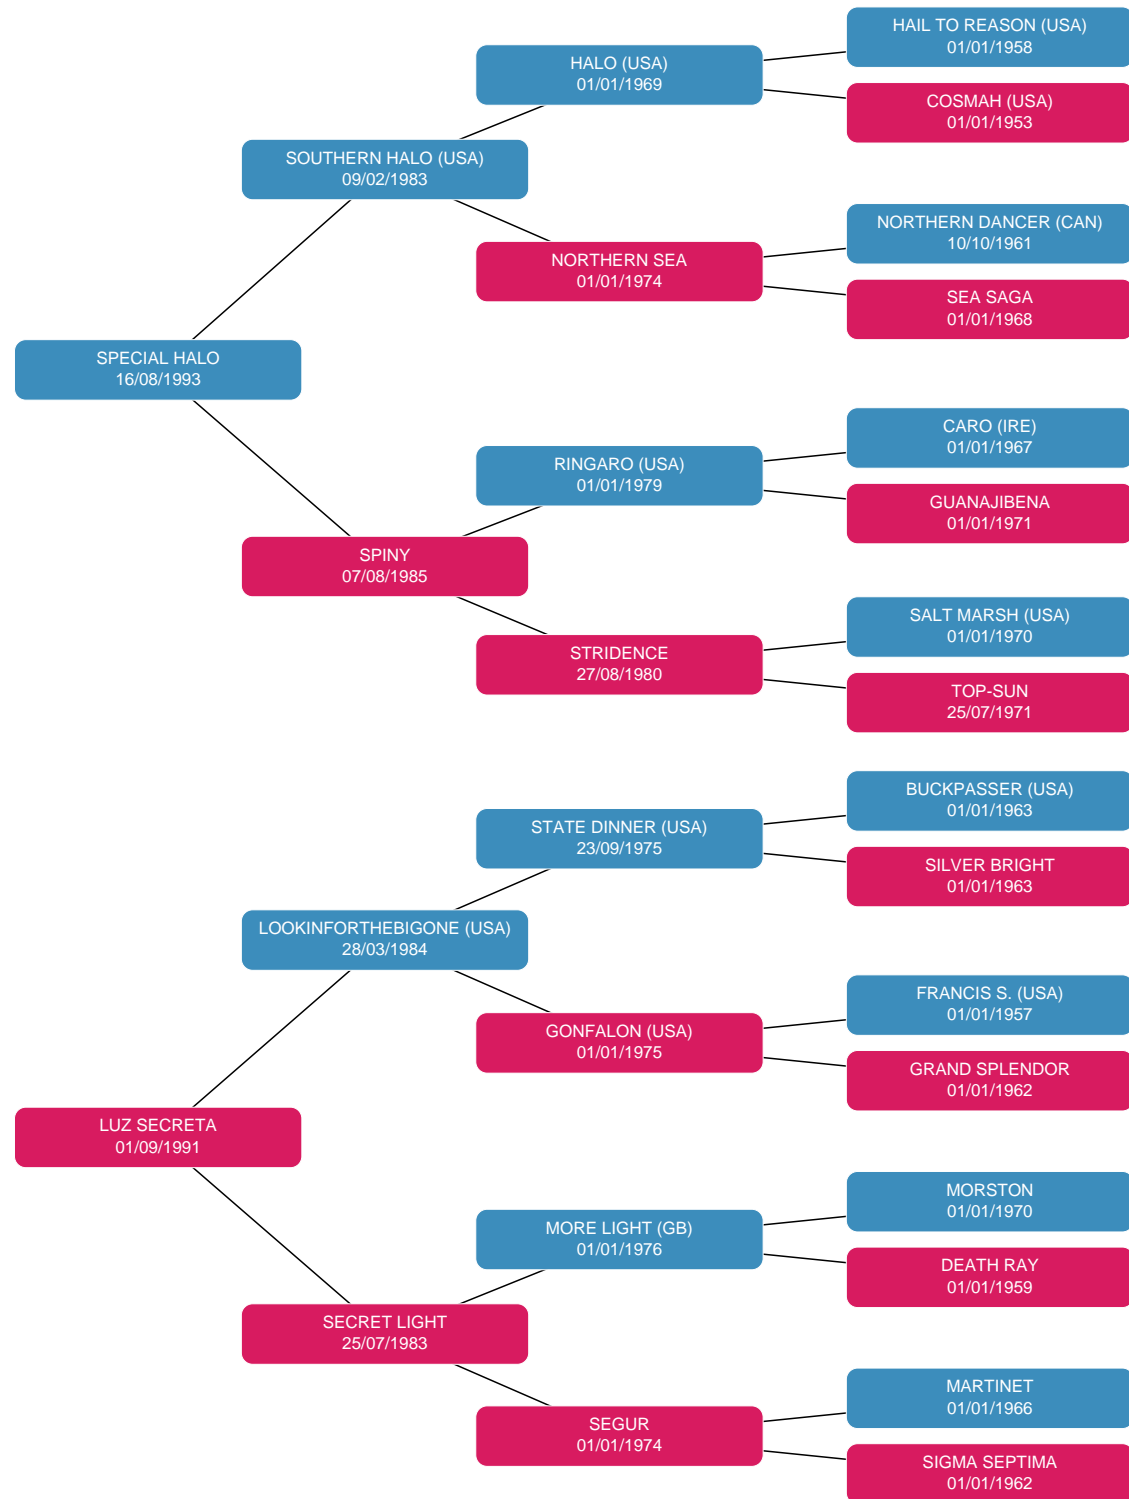 HAIL TO REASON (USA)
01/01/1958
HALO (USA)
01/01/1969
COSMAH (USA)
01/01/1953
SOUTHERN HALO (USA)
09/02/1983
NORTHERN DANCER (CAN)
10/10/1961
NORTHERN SEA
01/01/1974
SEA SAGA
01/01/1968
SPECIAL HALO
16/08/1993
CARO (IRE)
01/01/1967
RINGARO (USA)
01/01/1979
GUANAJIBENA
01/01/1971
SPINY
07/08/1985
SALT MARSH (USA)
01/01/1970
STRIDENCE
27/08/1980
TOP-SUN
25/07/1971
BUCKPASSER (USA)
01/01/1963
STATE DINNER (USA)
23/09/1975
SILVER BRIGHT
01/01/1963
LOOKINFORTHEBIGONE (USA)
28/03/1984
FRANCIS S. (USA)
01/01/1957
GONFALON (USA)
01/01/1975
GRAND SPLENDOR
01/01/1962
LUZ SECRETA
01/09/1991
MORSTON
01/01/1970
MORE LIGHT (GB)
01/01/1976
DEATH RAY
01/01/1959
SECRET LIGHT
25/07/1983
MARTINET
01/01/1966
SEGUR
01/01/1974
SIGMA SEPTIMA
01/01/1962